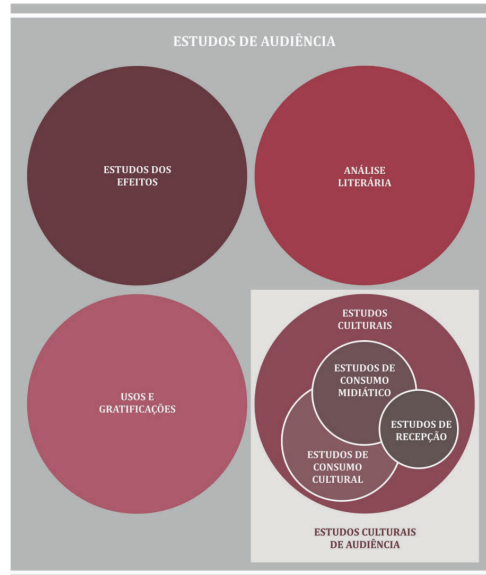 ESTUDOS DE AUDIÊNCIA
ESTUDOS DOS
EFEITOS
ANÁLISE
LITERÁRIA
USOS E
GRATIFICAÇÕES
ESTUDOS
CULTURAIS
ESTUDOS DE
CONSUMO
MIDIÁTICO
ESTUDOS DE
RECEPÇÃO
ESTUDOS DE
CONSUMO
CULTURAL
ESTUDOS CULTURAIS
DE AUDIÊNCIA